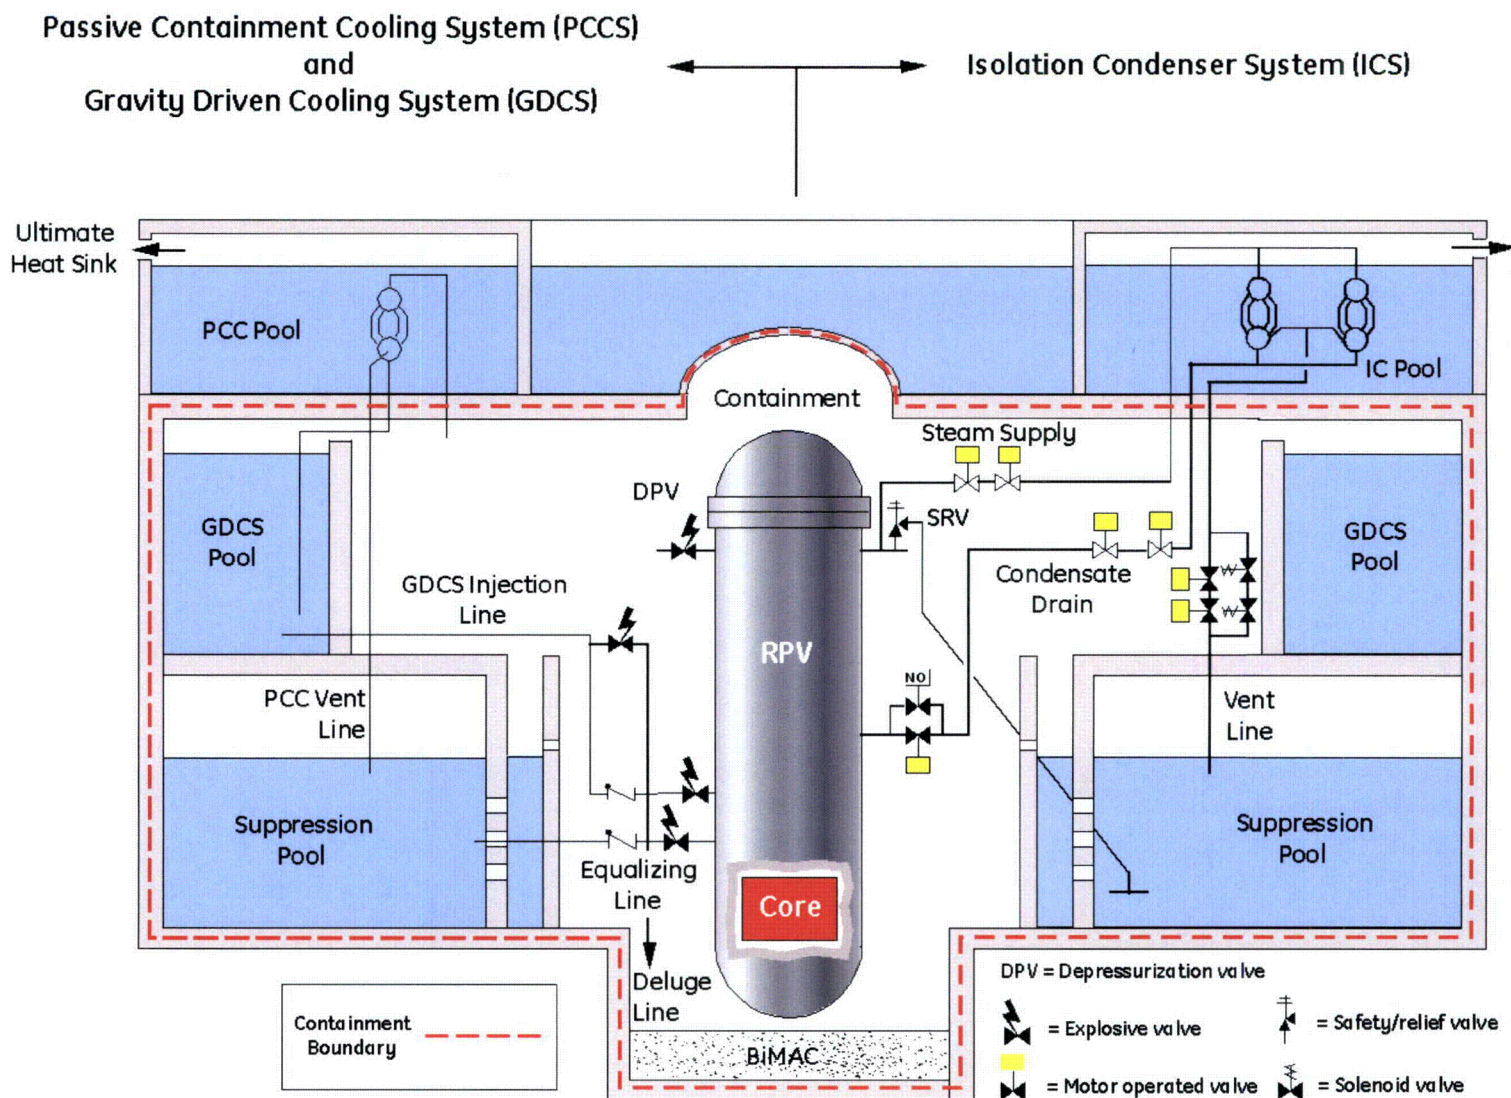 Passive Containment Cooling System (PCCS)
and
Gravity Driven Cooling System (GDCS)
Isolation Condenser System (ICS)
Ultimate
Heat Sink
PCC Pool
IC Pool
Containment
Steam Supply
DPV
SRV
GDCS
Pool
GDCS
Pool
GDCS Injection
Line
Condensate
Drain
RPV
NO
PCC Vent
Line
Vent
Line
Suppression
Pool
Suppression
Pool
Equalizing
Line
Core
Deluge
Line
BiMAC
Containment
Boundary
DPV = Depressurization valve
= Explosive valve
= Safety/relief valve
= Motor operated valve
= Solenoid valve